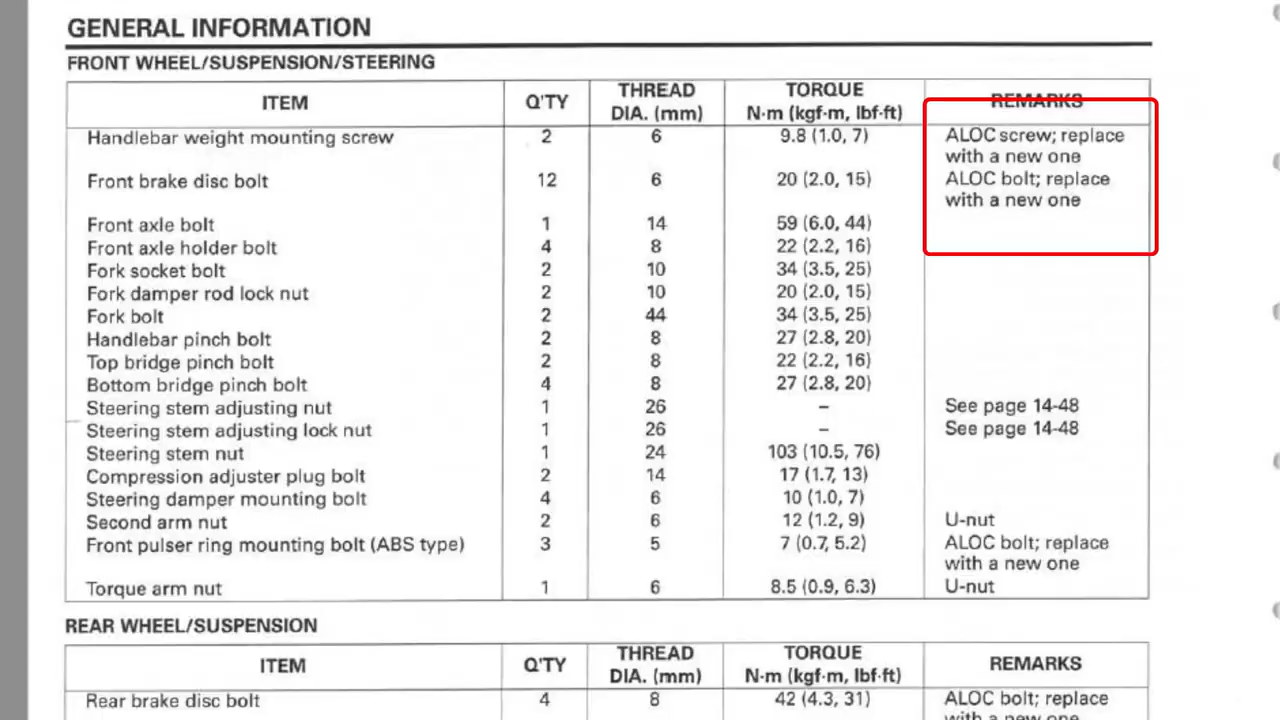 GENERAL INFORMATION
FRONT WHEEL/SUSPENSION/STEERING
ITEM Q'TY THREAD DIA. (mm) TORQUE N·m (kgf·m, lbf·ft) REMARKS
Handlebar weight mounting screw 2 6 9.8 (1.0, 7) ALOC screw; replace
with a new one
Front brake disc bolt 12 6 20 (2.0, 15) ALOC bolt; replace
with a new one
Front axle bolt 1 14 59 (6.0, 44)
Front axle holder bolt 4 8 22 (2.2, 16)
Fork socket bolt 2 10 34 (3.5, 25)
Fork damper rod lock nut 2 10 20 (2.0, 15)
Fork bolt 2 44 34 (3.5, 25)
Handlebar pinch bolt 2 8 27 (2.8, 20)
Top bridge pinch bolt 2 8 22 (2.2, 16)
Bottom bridge pinch bolt 4 8 27 (2.8, 20)
Steering stem adjusting nut 1 26 – See page 14-48
Steering stem adjusting lock nut 1 26 – See page 14-48
Steering stem nut 1 24 103 (10.5, 76)
Compression adjuster plug bolt 2 14 17 (1.7, 13)
Steering damper mounting bolt 4 6 10 (1.0, 7)
Second arm nut 2 6 12 (1.2, 9) U-nut
Front pulser ring mounting bolt (ABS type) 3 5 7 (0.7, 5.2) ALOC bolt; replace
with a new one
Torque arm nut 1 6 8.5 (0.9, 6.3) U-nut
REAR WHEEL/SUSPENSION
ITEM Q'TY THREAD DIA. (mm) TORQUE N·m (kgf·m, lbf·ft) REMARKS
Rear brake disc bolt 4 8 42 (4.3, 31) ALOC bolt; replace
with a new one